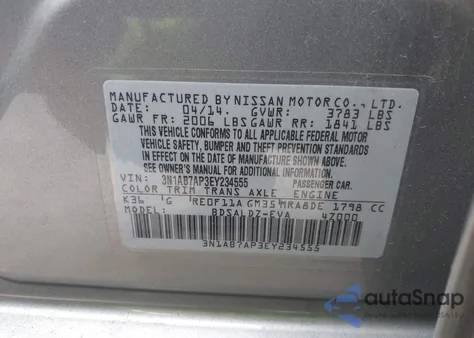 MANUFACTURED BY NISSAN MOTOR CO., LTD.
DATE: 04/14. GVWR: 3783 LBS
GAWR FR: 2006 LBS GAWR RR: 1841 LBS
THIS VEHICLE CONFORMS TO ALL APPLICABLE FEDERAL MOTOR
VEHICLE SAFETY, BUMPER AND THEFT PREVENTION STANDARDS
IN EFFECT ON THE DATE OF MANUFACTURE SHOWN ABOVE.
SEE OWNER'S MANUAL FOR ADDITIONAL INFORMATION.
VIN: 3N1AB7AP3EY234555 PASSENGER CAR
COLOR TRIM TRANS AXLE ENGINE
K36 G RE0F11A GM35 MRA8DE 1798 CC
MODEL: BDSALDZ-EVA 47000
3N1AB7AP3EY234555
autoSnap